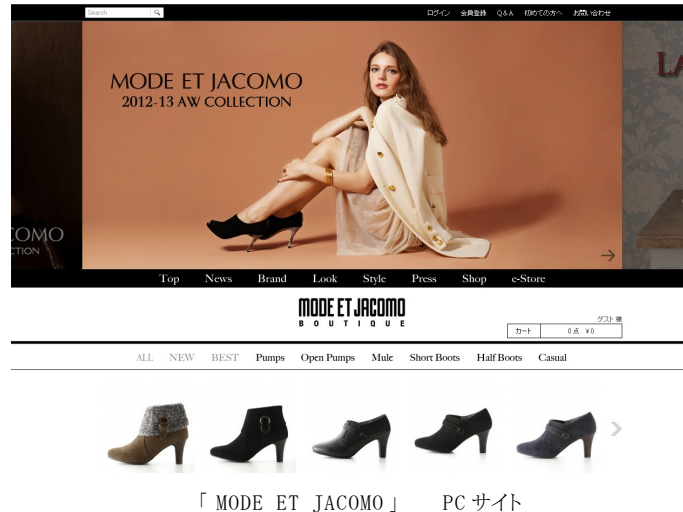 Search
ログイン 会員登録 Q&A 初めての方へ お問い合わせ
MODE ET JACOMO
2012-13 AW COLLECTION
LA
COMO
CTION
Top News Brand Look Style Press Shop e-Store
MODE ET JACOMO
BOUTIQUE
ゲスト 様
カート 0点 ¥0
ALL NEW BEST Pumps Open Pumps Mule Short Boots Half Boots Casual
「 MODE ET JACOMO」 PCサイト